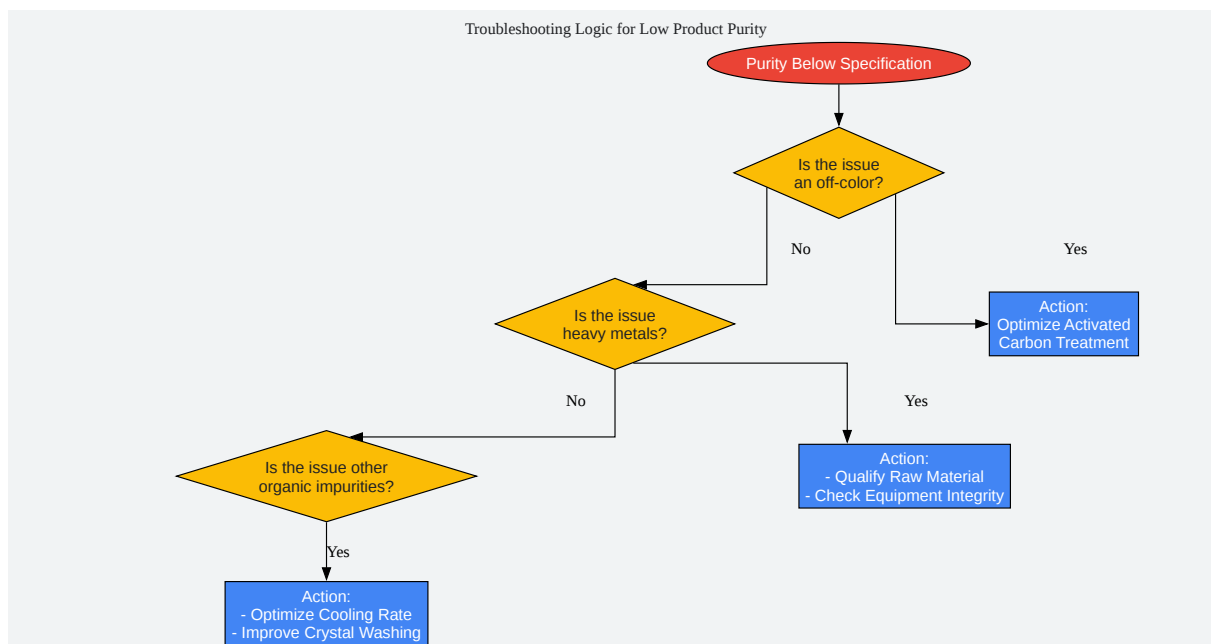 Troubleshooting Logic for Low Product Purity
Purity Below Specification
Is the issue
an off-color?
No
Yes
Action:
Optimize Activated
Carbon Treatment
Is the issue
heavy metals?
No
Yes
Action:
- Qualify Raw Material
- Check Equipment Integrity
Is the issue other
organic impurities?
Yes
Action:
- Optimize Cooling Rate
- Improve Crystal Washing